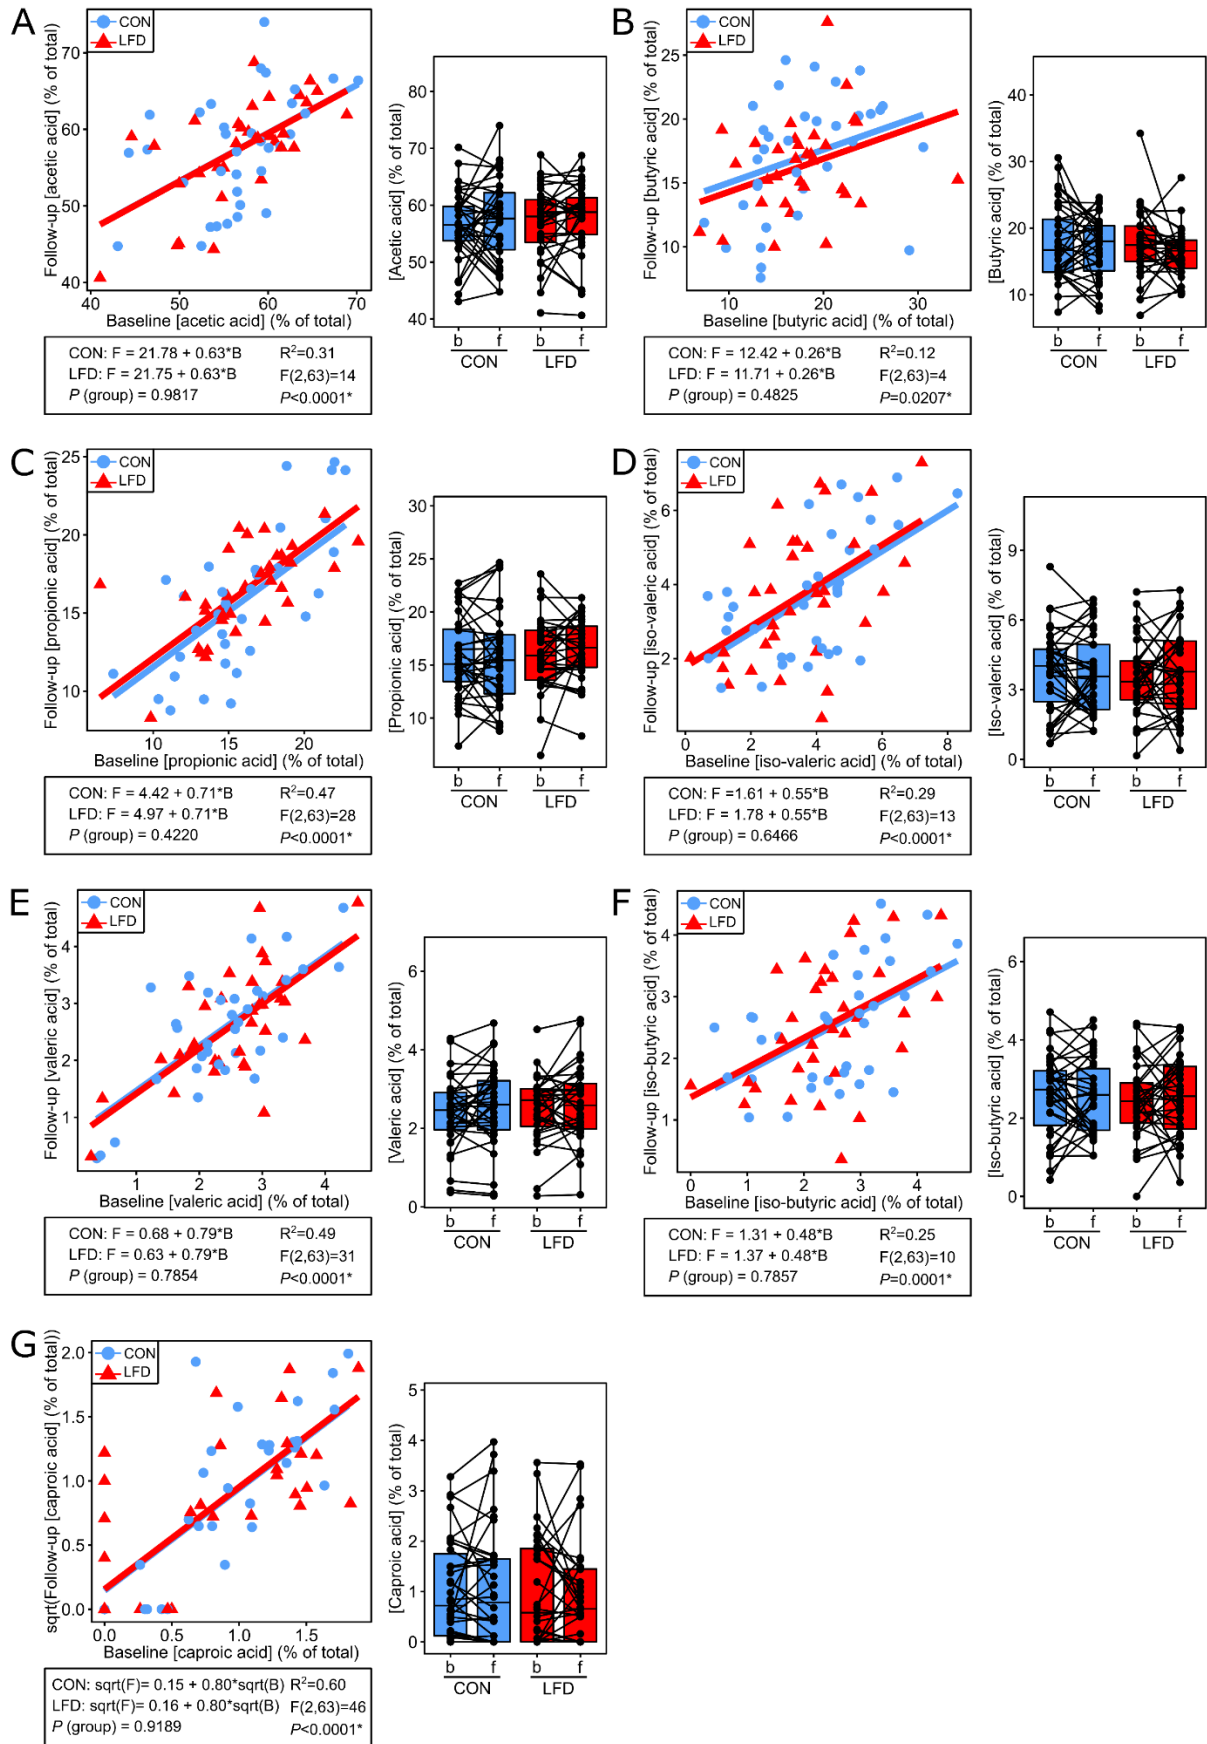 A
CON
LFD
Follow-up [acetic acid] (% of total)
70
60
50
40
40 50 60 70
Baseline [acetic acid] (% of total)
CON: F = 21.78 + 0.63*B R²=0.31
LFD: F = 21.75 + 0.63*B F(2,63)=14
P (group) = 0.9817 P<0.0001*
[Acetic acid] (% of total)
80
70
60
50
40
b f b f
CON LFD
B
CON
LFD
Follow-up [butyric acid] (% of total)
25
20
15
10
10 20 30
Baseline [butyric acid] (% of total)
CON: F = 12.42 + 0.26*B R²=0.12
LFD: F = 11.71 + 0.26*B F(2,63)=4
P (group) = 0.4825 P=0.0207*
[Butyric acid] (% of total)
40
30
20
10
b f b f
CON LFD
C
CON
LFD
Follow-up [propionic acid] (% of total)
25
20
15
10
10 15 20
Baseline [propionic acid] (% of total)
CON: F = 4.42 + 0.71*B R²=0.47
LFD: F = 4.97 + 0.71*B F(2,63)=28
P (group) = 0.4220 P<0.0001*
[Propionic acid] (% of total)
30
25
20
15
10
b f b f
CON LFD
D
CON
LFD
Follow-up [iso-valeric acid] (% of total)
6
4
2
0 2 4 6 8
Baseline [iso-valeric acid] (% of total)
CON: F =1.61 + 0.55*B R²=0.29
LFD: F = 1.78 + 0.55*B F(2,63)=13
P (group) = 0.6466 P<0.0001*
[Iso-valeric acid] (% of total)
9
6
3
0
b f b f
CON LFD
E
CON
LFD
Follow-up [valeric acid] (% of total)
4
3
2
1
1 2 3 4
Baseline [valeric acid] (% of total)
CON: F = 0.68 + 0.79*B R²=0.49
LFD: F = 0.63 + 0.79*B F(2,63)=31
P (group) = 0.7854 P<0.0001*
[Valeric acid] (% of total)
6
4
2
0
b f b f
CON LFD
F
CON
LFD
Follow-up [iso-butyric acid] (% of total)
4
3
2
1
0 1 2 3 4
Baseline [iso-butyric acid] (% of total)
CON: F = 1.31 + 0.48*B R²=0.25
LFD: F = 1.37 + 0.48*B F(2,63)=10
P (group) = 0.7857 P=0.0001*
[Iso-butyric acid] (% of total)
6
4
2
0
b f b f
CON LFD
G
CON
LFD
sqrt(Follow-up [caproic acid] (% of total))
2.0
1.5
1.0
0.5
0.0
0.0 0.5 1.0 1.5
Baseline [caproic acid] (% of total)
CON: sqrt(F)= 0.15 + 0.80*sqrt(B) R²=0.60
LFD: sqrt(F)= 0.16 + 0.80*sqrt(B) F(2,63)=46
P (group) = 0.9189 P<0.0001*
[Caproic acid] (% of total)
5
4
3
2
1
0
b f b f
CON LFD